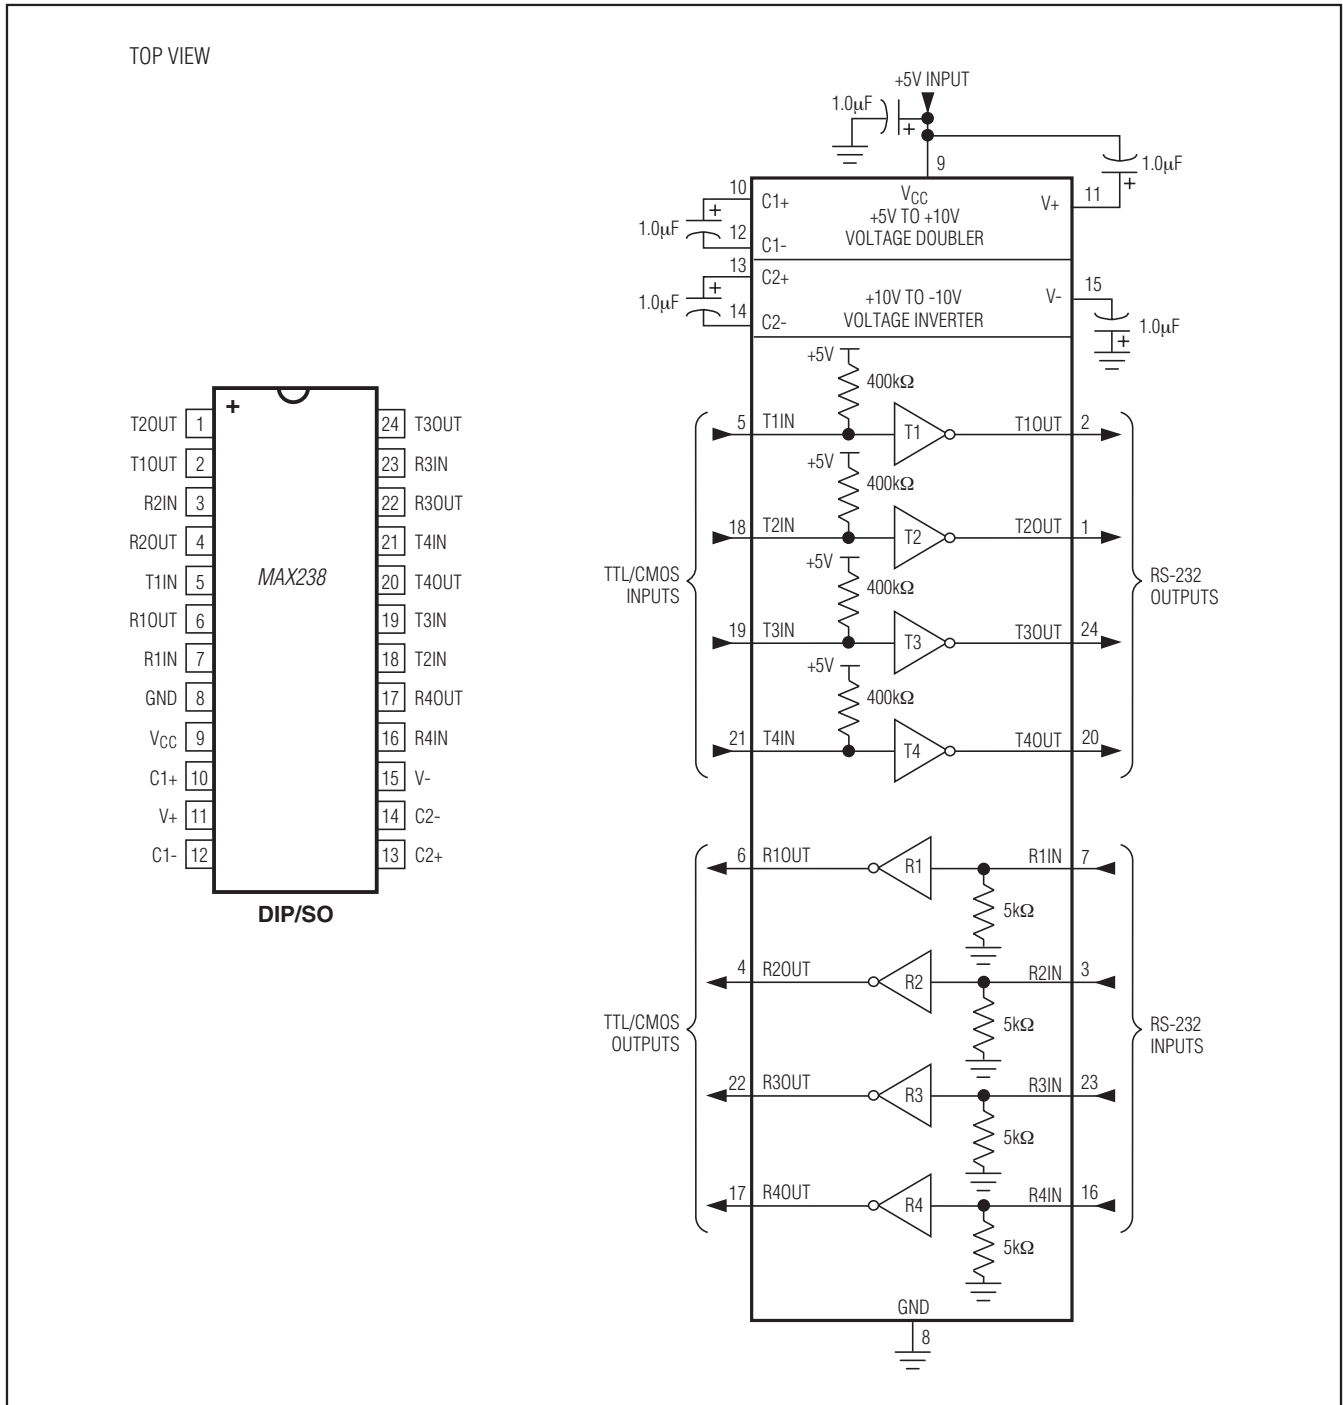 TOP VIEW
+
MAX238
T2OUT 1
T1OUT 2
R2IN 3
R2OUT 4
T1IN 5
R1OUT 6
R1IN 7
GND 8
VCC 9
C1+ 10
V+ 11
C1- 12
24 T3OUT
23 R3IN
22 R3OUT
21 T4IN
20 T4OUT
19 T3IN
18 T2IN
17 R4OUT
16 R4IN
15 V-
14 C2-
13 C2+
DIP/SO
+5V INPUT
1.0µF
+
9
1.0µF
+
10 C1+
VCC
+5V TO +10V
VOLTAGE DOUBLER
V+ 11
1.0µF
+
12 C1-
13 C2+
1.0µF
+
14 C2-
+10V TO -10V
VOLTAGE INVERTER
V- 15
1.0µF
+
+5V
400kΩ
5 T1IN T1 T1OUT 2
+5V
400kΩ
18 T2IN T2 T2OUT 1
+5V
400kΩ
19 T3IN T3 T3OUT 24
+5V
400kΩ
21 T4IN T4 T4OUT 20
TTL/CMOS
INPUTS
RS-232
OUTPUTS
6 R1OUT R1 R1IN 7
5kΩ
4 R2OUT R2 R2IN 3
5kΩ
22 R3OUT R3 R3IN 23
5kΩ
17 R4OUT R4 R4IN 16
5kΩ
TTL/CMOS
OUTPUTS
RS-232
INPUTS
GND
8